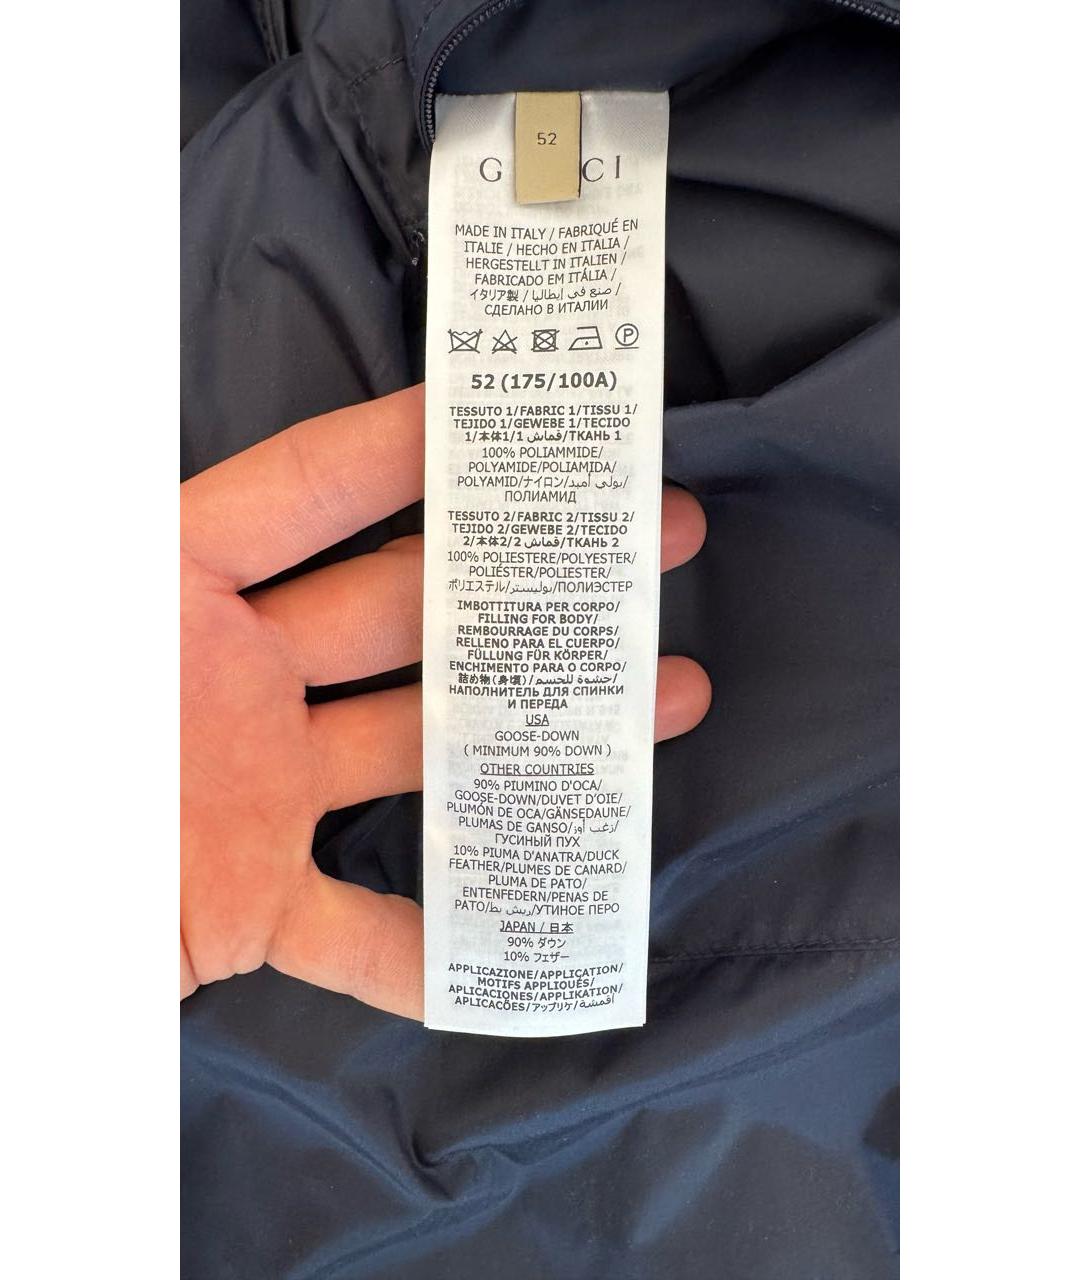 52
G CI
MADE IN ITALY / FABRIQUÉ EN
ITALIE / HECHO EN ITALIA /
HERGESTELLT IN ITALIEN /
FABRICADO EM ITÁLIA /
イタリア製 / صنع في إيطاليا /
СДЕЛАНО В ИТАЛИИ
52 (175/100A)
TESSUTO 1/FABRIC 1/TISSU 1/
TEJIDO 1/GEWEBE 1/TECIDO
1/本体1/قماش 1/ТКАНЬ 1
100% POLIAMMIDE/
POLYAMIDE/POLIAMIDA/
POLYAMID/ナイロン/بولي أميد/
ПОЛИАМИД
TESSUTO 2/FABRIC 2/TISSU 2/
TEJIDO 2/GEWEBE 2/TECIDO
2/本体2/قماش 2/ТКАНЬ 2
100% POLIESTERE/POLYESTER/
POLIÉSTER/POLIESTER/
ポリエステル/بوليستر/ПОЛИЭСТЕР
IMBOTTITURA PER CORPO/
FILLING FOR BODY/
REMBOURRAGE DU CORPS/
RELLENO PARA EL CUERPO/
FÜLLUNG FÜR KÖRPER/
ENCHIMENTO PARA O CORPO/
詰め物(身頃)/حشوة للجسم/
НАПОЛНИТЕЛЬ ДЛЯ СПИНКИ
И ПЕРЕДА
USA
GOOSE-DOWN
( MINIMUM 90% DOWN )
OTHER COUNTRIES
90% PIUMINO D'OCA/
GOOSE-DOWN/DUVET D'OIE/
PLUMÓN DE OCA/GÄNSEDAUNE/
PLUMAS DE GANSO/زغب أوز/
ГУСИНЫЙ ПУХ
10% PIUMA D'ANATRA/DUCK
FEATHER/PLUMES DE CANARD/
PLUMA DE PATO/
ENTENFEDERN/PENAS DE
PATO/ريش بط/УТИНОЕ ПЕРО
JAPAN / 日本
90% ダウン
10% フェザー
APPLICAZIONE/APPLICATION/
MOTIFS APPLIQUÉS/
APLICACIONES/APPLIKATION/
APLICAÇÕES/アップリケ/أقمشة/